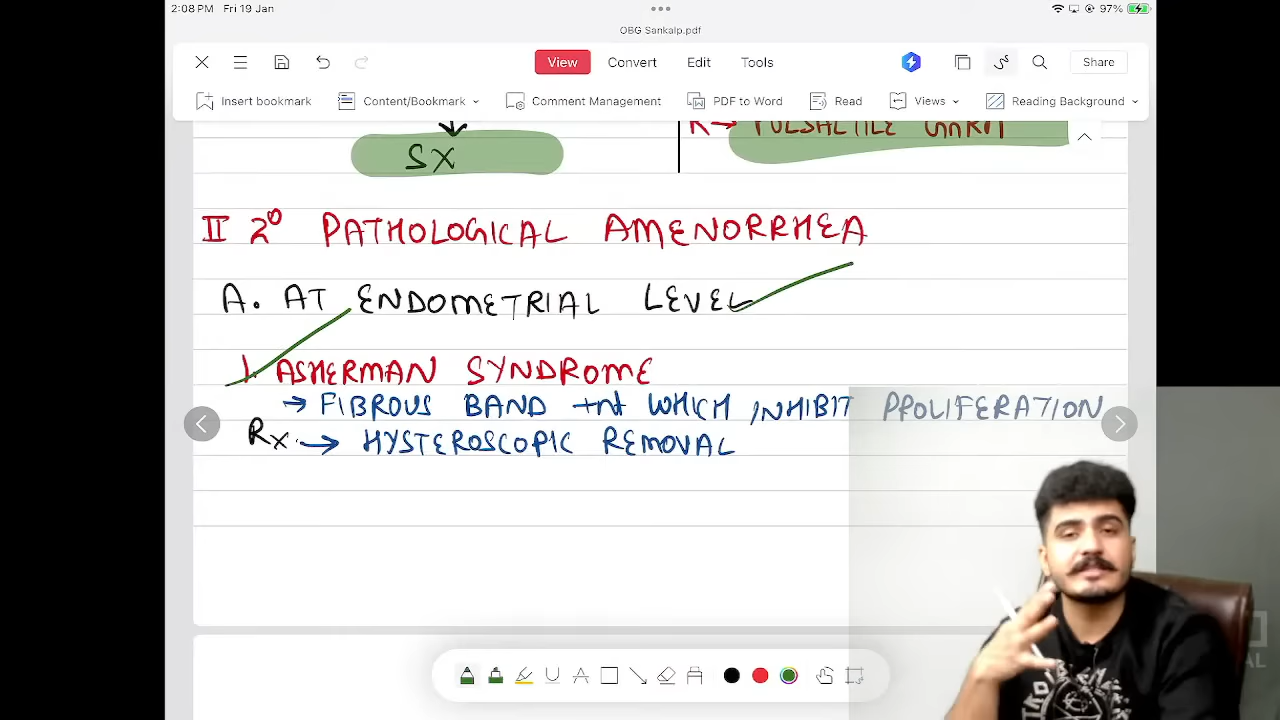 2:08 PM Fri 19 Jan
97%
OBG Sankalp.pdf
View Convert Edit Tools Share
Insert bookmark Content/Bookmark Comment Management PDF to Word Read Views Reading Background
SX
R → PULSALTILE GnRH
II 2° PATHOLOGICAL AMENORRHEA
A. AT ENDOMETRIAL LEVEL
1. ASHERMAN SYNDROME
→ FIBROUS BAND +nt WHICH INHIBIT PROLIFERATION
Rx → HYSTEROSCOPIC REMOVAL